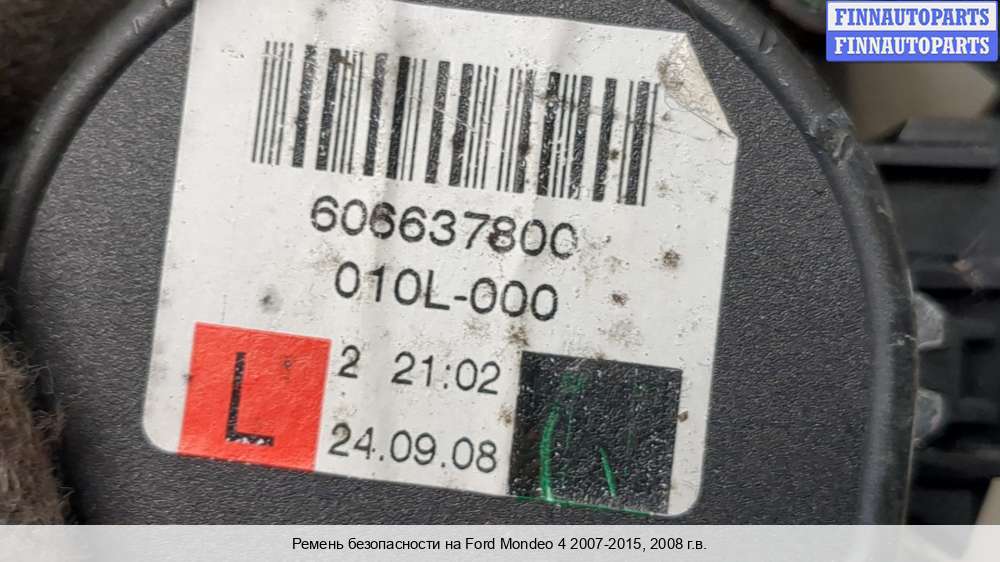 FINNAUTOPARTS
FINNAUTOPARTS
606637800
010L-000
L
2 21:02
24.09.08
Ремень безопасности на Ford Mondeo 4 2007-2015, 2008 г.в.